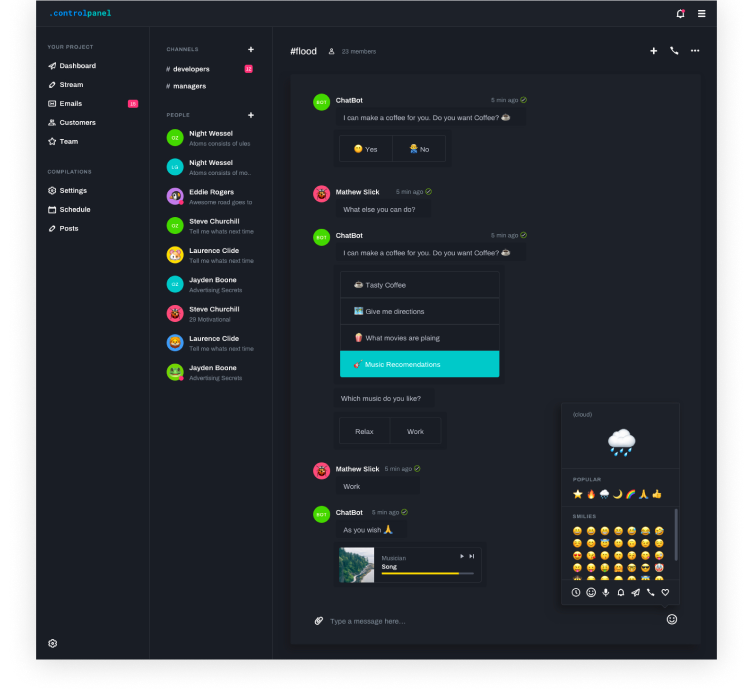 .controlpanel
YOUR PROJECT
Dashboard
Stream
Emails
Customers
Team
COMPILATIONS
Settings
Schedule
Posts
CHANNELS
+
# developers
# managers
PEOPLE
+
OZ
Night Wessel
Atoms consists of uies
LG
Night Wessel
Atoms consists of mo..
Eddie Rogers
Awesome road goes to
OZ
Steve Churchill
Tell me whats next time
Laurence Clide
Tell me whats next time
OZ
Jayden Boone
Advertising Secrets
Steve Churchill
29 Motivational
Laurence Clide
Tell me whats next time
Jayden Boone
Advertising Secrets
#flood
23 members
BOT
ChatBot
5 min ago
I can make a coffee for you. Do you want Coffee?
Yes
No
Mathew Slick
5 min ago
What else you can do?
BOT
ChatBot
5 min ago
I can make a coffee for you. Do you want Coffee?
Tasty Coffee
Give me directions
What movies are plaing
Music Recomendations
Which music do you like?
Relax
Work
Mathew Slick
5 min ago
Work
BOT
ChatBot
5 min ago
As you wish
Musician
Song
Type a message here...
(cloud)
POPULAR
SMILIES